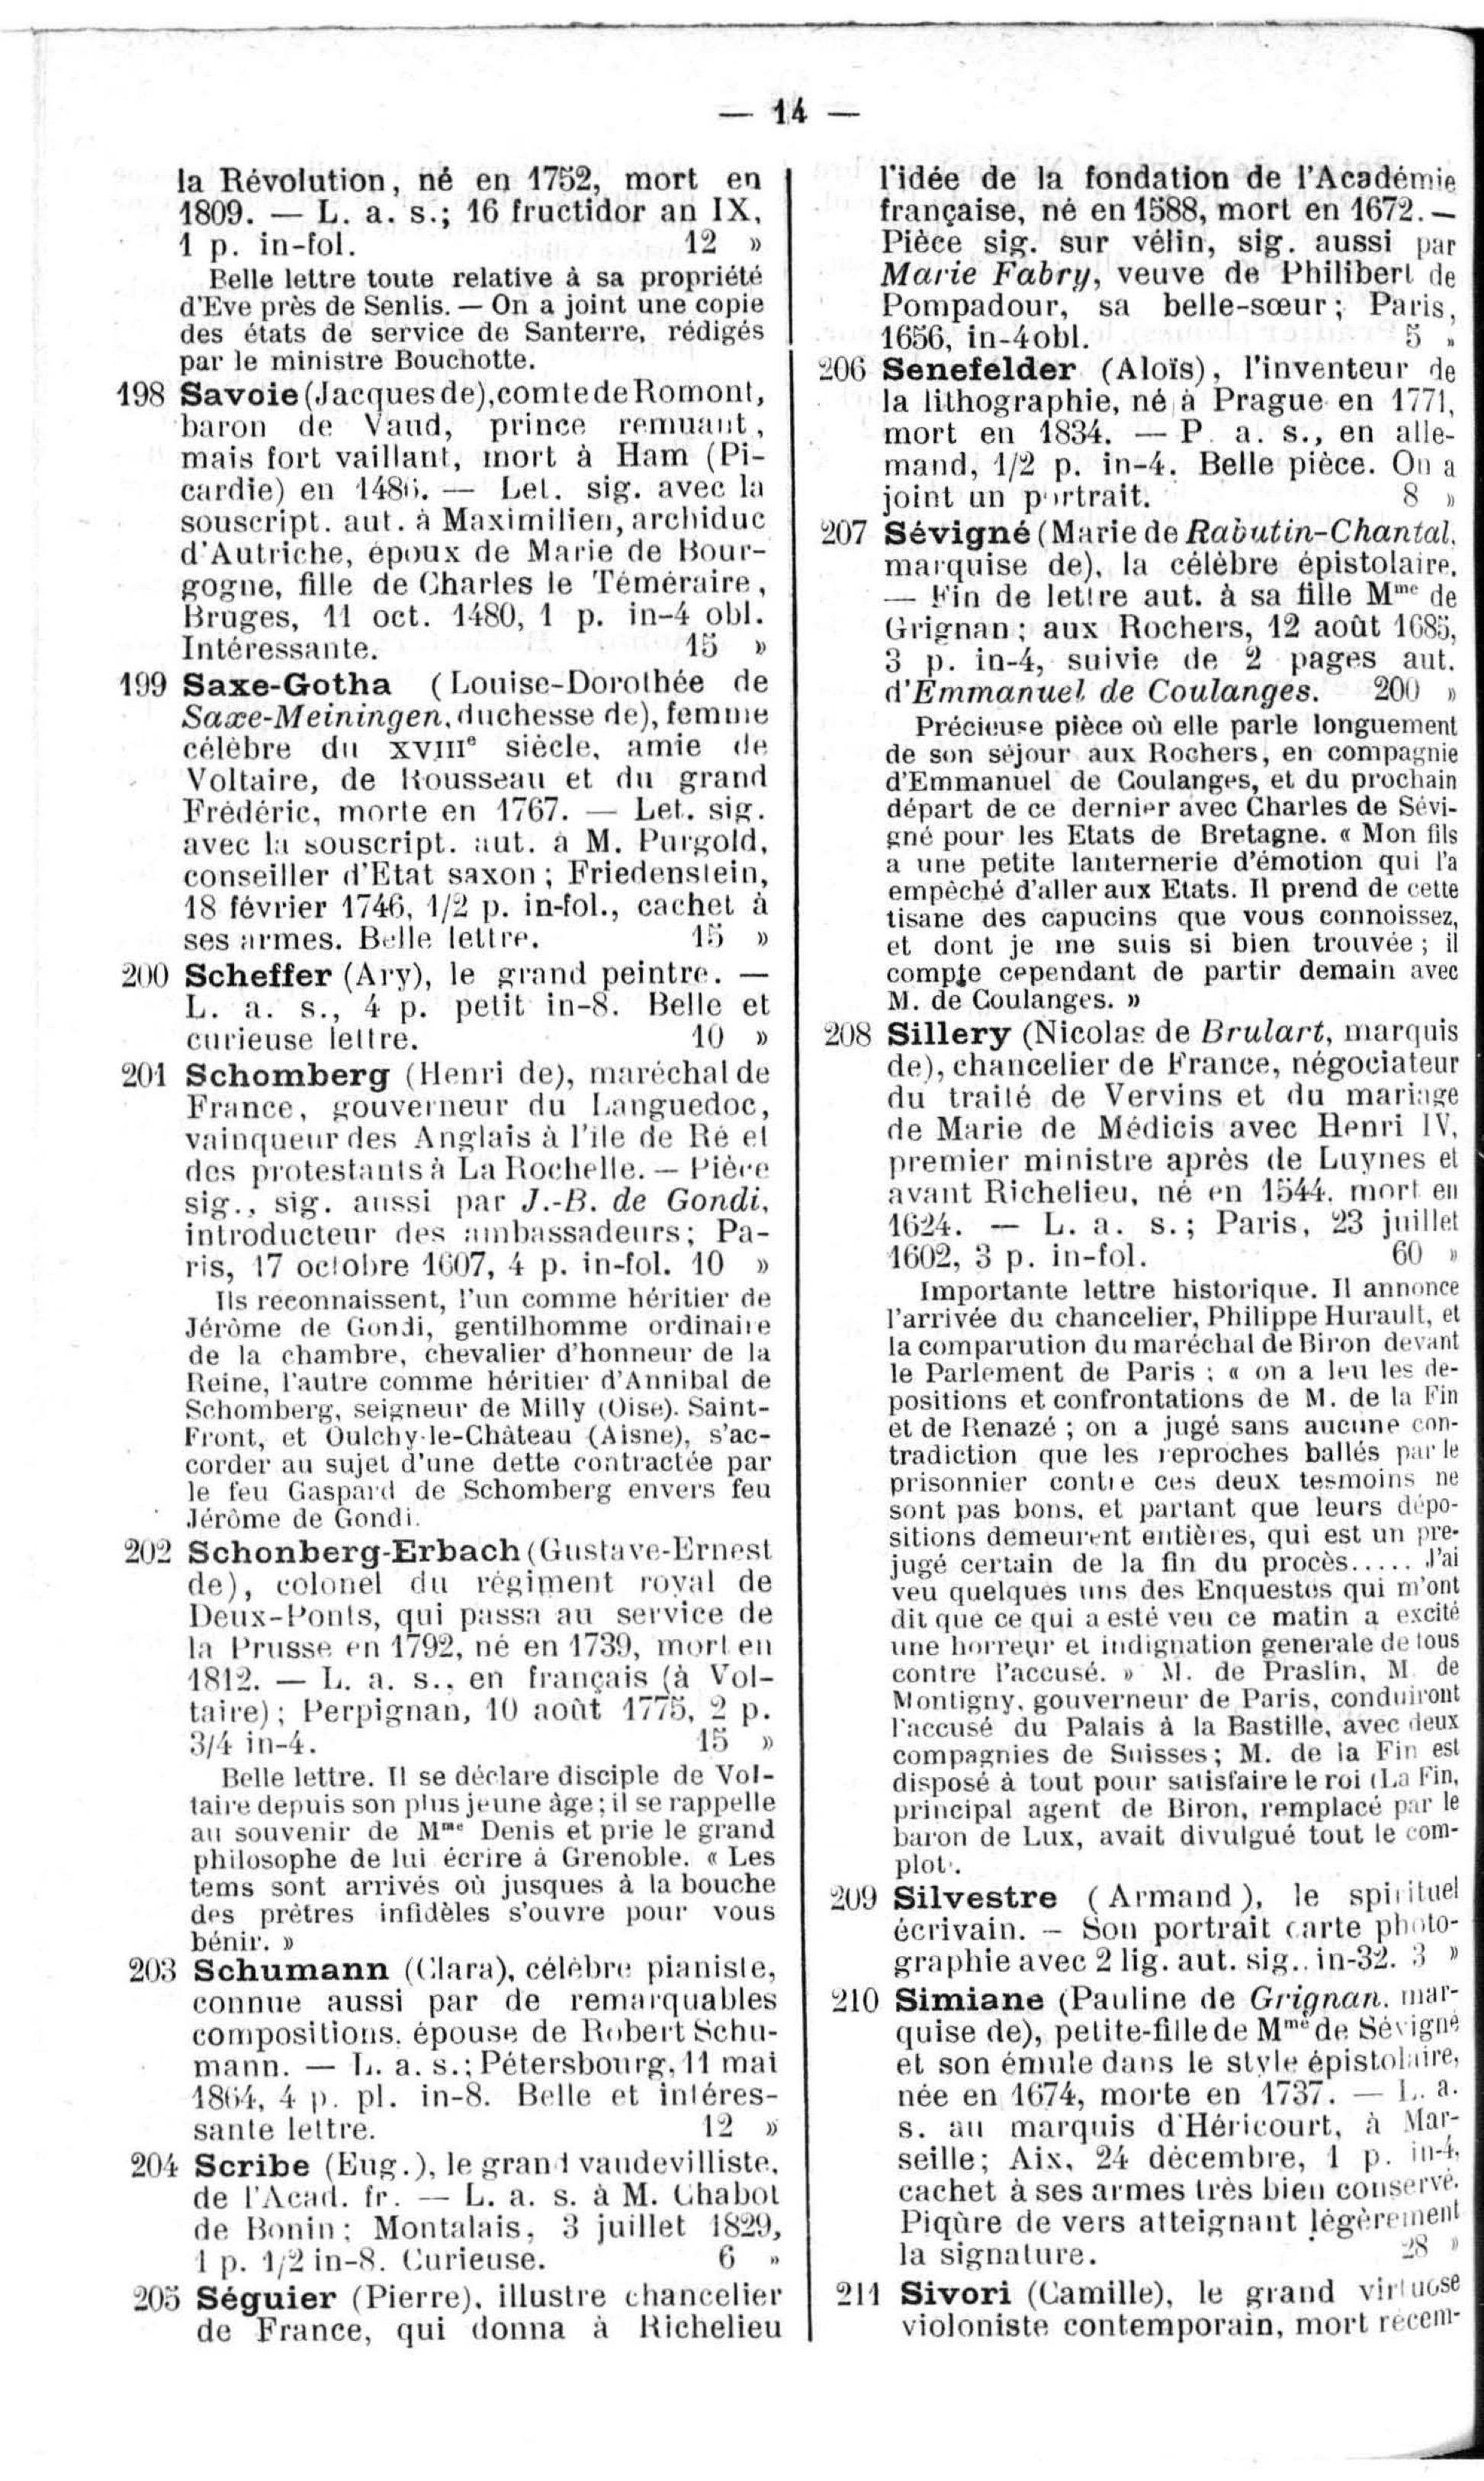 — 14 —
la Révolution, né en 1752, mort en
1809. — L. a. s.; 16 fructidor an IX,
1 p. in-fol. 12 »
Belle lettre toute relative à sa propriété
d'Eve près de Senlis. — On a joint une copie
des états de service de Santerre, rédigés
par le ministre Bouchotte.
198 Savoie (Jacques de), comte de Romont,
baron de Vaud, prince remuant,
mais fort vaillant, mort à Ham (Pi-
cardie) en 1486. — Let. sig. avec la
souscript. aut. à Maximilien, archiduc
d'Autriche, époux de Marie de Bour-
gogne, fille de Charles le Téméraire,
Bruges, 11 oct. 1480, 1 p. in-4 obl.
Intéressante. 15 »
199 Saxe-Gotha (Louise-Dorothée de
Saxe-Meiningen, duchesse de), femme
célèbre du XVIIIe siècle, amie de
Voltaire, de Rousseau et du grand
Frédéric, morte en 1767. — Let. sig.
avec la souscript. aut. à M. Purgold,
conseiller d'Etat saxon; Friedenstein,
18 février 1746, 1/2 p. in-fol., cachet à
ses armes. Belle lettre. 15 »
200 Scheffer (Ary), le grand peintre. —
L. a. s., 4 p. petit in-8. Belle et
curieuse lettre. 10 »
201 Schomberg (Henri de), maréchal de
France, gouverneur du Languedoc,
vainqueur des Anglais à l'ile de Ré et
des protestants à La Rochelle. — Pièce
sig., sig. aussi par J.-B. de Gondi,
introducteur des ambassadeurs; Pa-
ris, 17 octobre 1607, 4 p. in-fol. 10 »
Ils reconnaissent, l'un comme héritier de
Jérôme de Gondi, gentilhomme ordinaire
de la chambre, chevalier d'honneur de la
Reine, l'autre comme héritier d'Annibal de
Schomberg, seigneur de Milly (Oise). Saint-
Front, et Oulchy-le-Château (Aisne), s'ac-
corder au sujet d'une dette contractée par
le feu Gaspard de Schomberg envers feu
Jérôme de Gondi.
202 Schonberg-Erbach (Gustave-Ernest
de), colonel du régiment royal de
Deux-Ponts, qui passa au service de
la Prusse en 1792, né en 1739, mort en
1812. — L. a. s., en français (à Vol-
taire); Perpignan, 10 août 1775, 2 p.
3/4 in-4. 15 »
Belle lettre. Il se déclare disciple de Vol-
taire depuis son plus jeune âge; il se rappelle
au souvenir de Mme Denis et prie le grand
philosophe de lui écrire à Grenoble. « Les
tems sont arrivés où jusques à la bouche
des prêtres infidèles s'ouvre pour vous
bénir. »
203 Schumann (Clara), célèbre pianiste,
connue aussi par de remarquables
compositions, épouse de Robert Schu-
mann. — L. a. s.; Pétersbourg, 11 mai
1864, 4 p. pl. in-8. Belle et intéres-
sante lettre. 12 »
204 Scribe (Eug.), le grand vaudevilliste,
de l'Acad. fr. — L. a. s. à M. Chabot
de Bonin; Montalais, 3 juillet 1829,
1 p. 1/2 in-8. Curieuse. 6 »
205 Séguier (Pierre), illustre chancelier
de France, qui donna à Richelieu
l'idée de la fondation de l'Académie
française, né en 1588, mort en 1672. —
Pièce sig. sur vélin, sig. aussi par
Marie Fabry, veuve de Philibert de
Pompadour, sa belle-sœur; Paris,
1656, in-4 obl. 5 »
206 Senefelder (Aloïs), l'inventeur de
la lithographie, né à Prague en 1771,
mort en 1834. — P. a. s., en alle-
mand, 1/2 p. in-4. Belle pièce. On a
joint un portrait. 8 »
207 Sévigné (Marie de Rabutin-Chantal,
marquise de), la célèbre épistolaire.
— Fin de lettre aut. à sa fille Mme de
Grignan; aux Rochers, 12 août 1685,
3 p. in-4, suivie de 2 pages aut.
d'Emmanuel de Coulanges. 200 »
Précieuse pièce où elle parle longuement
de son séjour aux Rochers, en compagnie
d'Emmanuel de Coulanges, et du prochain
départ de ce dernier avec Charles de Sévi-
gné pour les Etats de Bretagne. « Mon fils
a une petite lanternerie d'émotion qui l'a
empêché d'aller aux Etats. Il prend de cette
tisane des capucins que vous connoissez,
et dont je me suis si bien trouvée; il
compte cependant de partir demain avec
M. de Coulanges. »
208 Sillery (Nicolas de Brulart, marquis
de), chancelier de France, négociateur
du traité de Vervins et du mariage
de Marie de Médicis avec Henri IV,
premier ministre après de Luynes et
avant Richelieu, né en 1544, mort en
1624. — L. a. s.; Paris, 23 juillet
1602, 3 p. in-fol. 60 »
Importante lettre historique. Il annonce
l'arrivée du chancelier, Philippe Hurault, et
la comparution du maréchal de Biron devant
le Parlement de Paris : « on a leu les de-
positions et confrontations de M. de la Fin
et de Renazé; on a jugé sans aucune con-
tradiction que les reproches ballés par le
prisonnier contre ces deux tesmoins ne
sont pas bons, et partant que leurs dépo-
sitions demeurent entières, qui est un pre-
jugé certain de la fin du procès..... J'ai
veu quelques uns des Enquestes qui m'ont
dit que ce qui a esté veu ce matin a excité
une horreur et indignation generale de tous
contre l'accusé. » M. de Praslin, M. de
Montigny, gouverneur de Paris, conduiront
l'accusé du Palais à la Bastille, avec deux
compagnies de Suisses; M. de la Fin est
disposé à tout pour satisfaire le roi (La Fin,
principal agent de Biron, remplacé par le
baron de Lux, avait divulgué tout le com-
plot).
209 Silvestre (Armand), le spirituel
écrivain. — Son portrait carte photo-
graphie avec 2 lig. aut. sig., in-32. 3 »
210 Simiane (Pauline de Grignan, mar-
quise de), petite-fille de Mme de Sévigné
et son émule dans le style épistolaire,
née en 1674, morte en 1737. — L. a.
s. au marquis d'Héricourt, à Mar-
seille; Aix, 24 décembre, 1 p. in-4,
cachet à ses armes très bien conservé.
Piqûre de vers atteignant légèrement
la signature. 28 »
211 Sivori (Camille), le grand virtuose
violoniste contemporain, mort récem-